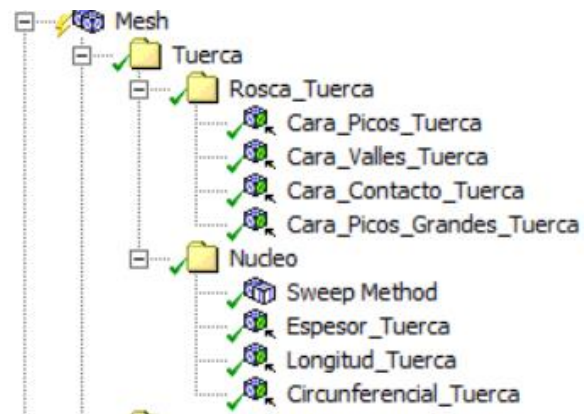 Mesh
Tuerca
Rosca_Tuerca
Cara_Picos_Tuerca
Cara_Valles_Tuerca
Cara_Contacto_Tuerca
Cara_Picos_Grandes_Tuerca
Nucleo
Sweep Method
Espesor_Tuerca
Longitud_Tuerca
Circunferencial_Tuerca